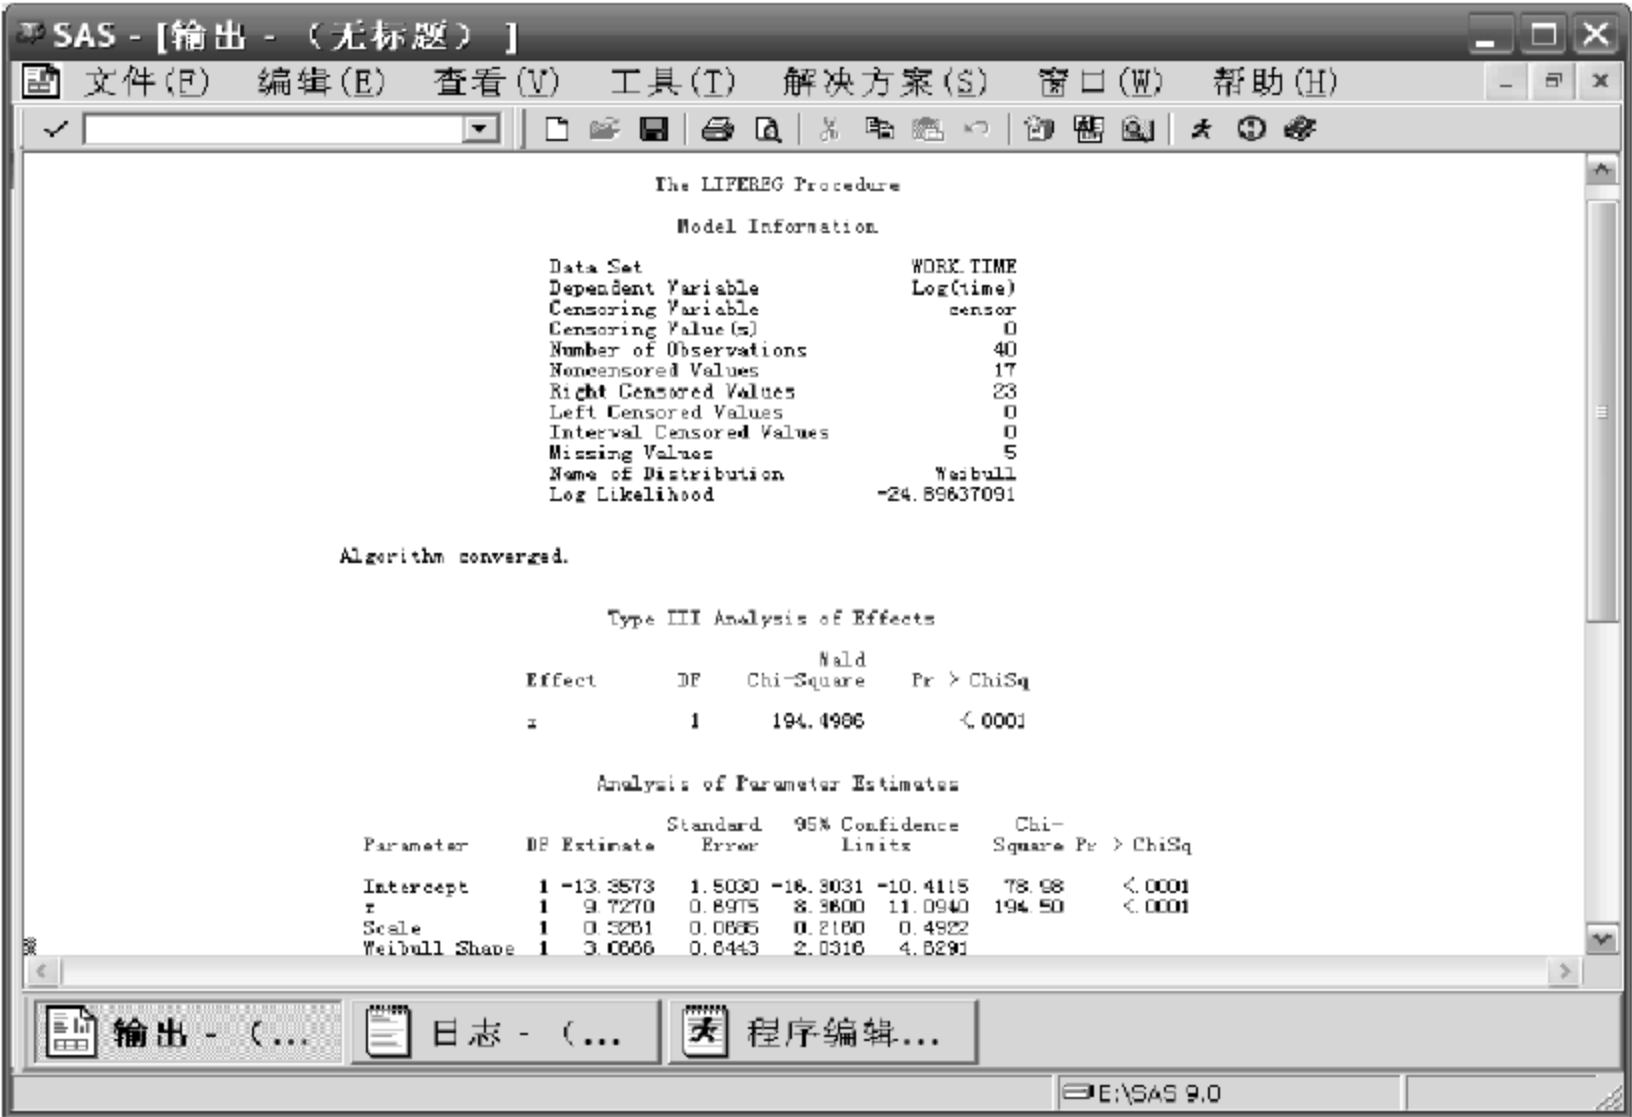 SAS - [输出 - （无标题） ]
文件(F) 编辑(E) 查看(V) 工具(T) 解决方案(S) 窗口(W) 帮助(H)
The LIFEREG Procedure
Model Information
Data Set WORK.TIME
Dependent Variable Log(time)
Censoring Variable censor
Censoring Value(s) 0
Number of Observations 40
Noncensored Values 17
Right Censored Values 23
Left Censored Values 0
Interval Censored Values 0
Missing Values 5
Name of Distribution Weibull
Log Likelihood -24.89637091
Algorithm converged.
Type III Analysis of Effects
Wald
Effect DF Chi-Square Pr > ChiSq
1 194.4986 <.0001
Analysis of Parameter Estimates
Standard 95% Confidence Chi-
Parameter DF Estimate Error Limits Square Pr > ChiSq
Intercept 1 -13.3573 1.5030 -16.3031 -10.4115 78.98 <.0001
1 9.7270 0.6975 8.3600 11.0940 194.50 <.0001
Scale 1 0.3261 0.0685 0.2160 0.4922
Weibull Shape 1 3.0666 0.6443 2.0316 4.6291
输出 - （... 日志 - （... 程序编辑...
E:\SAS 9.0